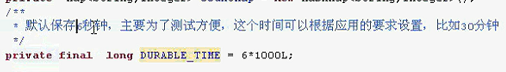 /**
* 默认保存6秒钟，主要为了测试方便，这个时间可以根据应用的要求设置，比如30分钟
*/
private final long DURABLE_TIME = 6*1000L;